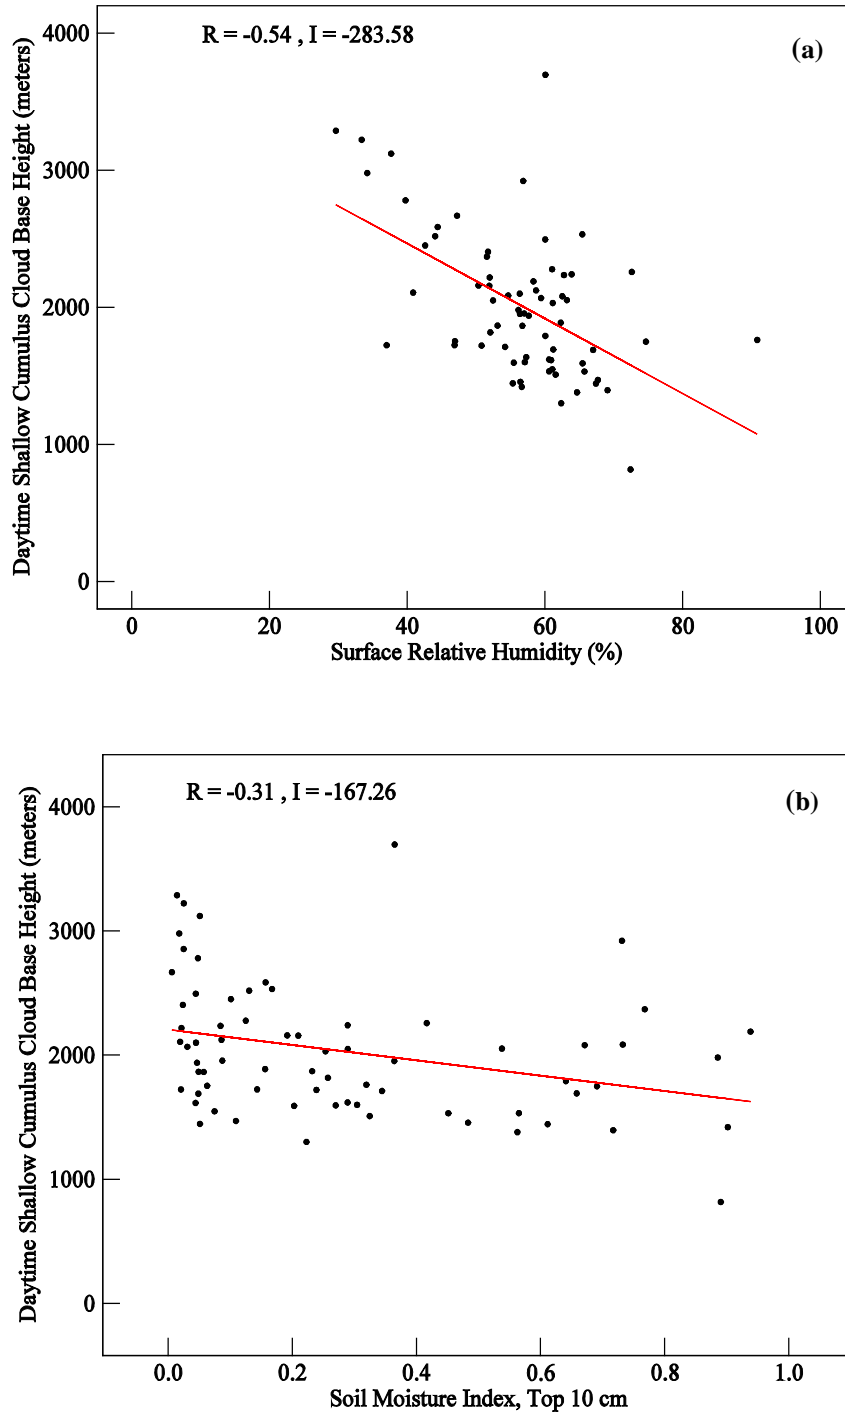 R = -0.54 , I = -283.58
(a)
Daytime Shallow Cumulus Cloud Base Height (meters)
4000
3000
2000
1000
0
0 20 40 60 80 100
Surface Relative Humidity (%)
R = -0.31 , I = -167.26
(b)
Daytime Shallow Cumulus Cloud Base Height (meters)
4000
3000
2000
1000
0
0.0 0.2 0.4 0.6 0.8 1.0
Soil Moisture Index, Top 10 cm